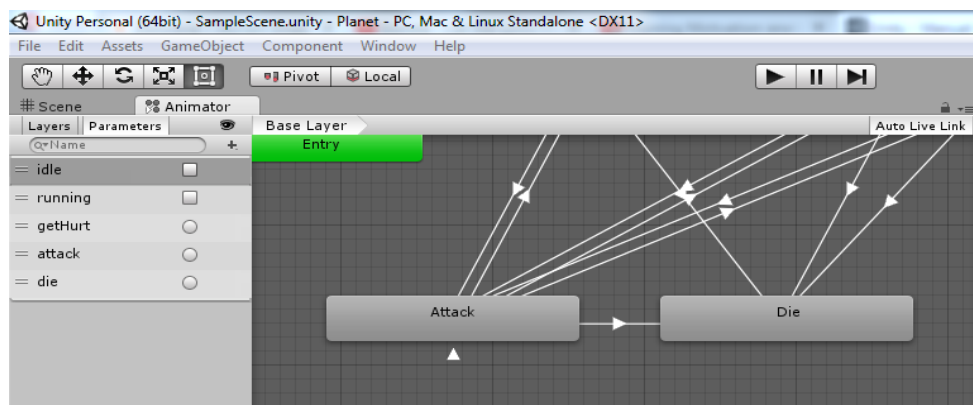 Unity Personal (64bit) - SampleScene.unity - Planet - PC, Mac & Linux Standalone <DX11>
File Edit Assets GameObject Component Window Help
Pivot Local
Scene Animator
Layers Parameters Base Layer Auto Live Link
Name Entry
idle
running
getHurt
attack
die
Attack Die